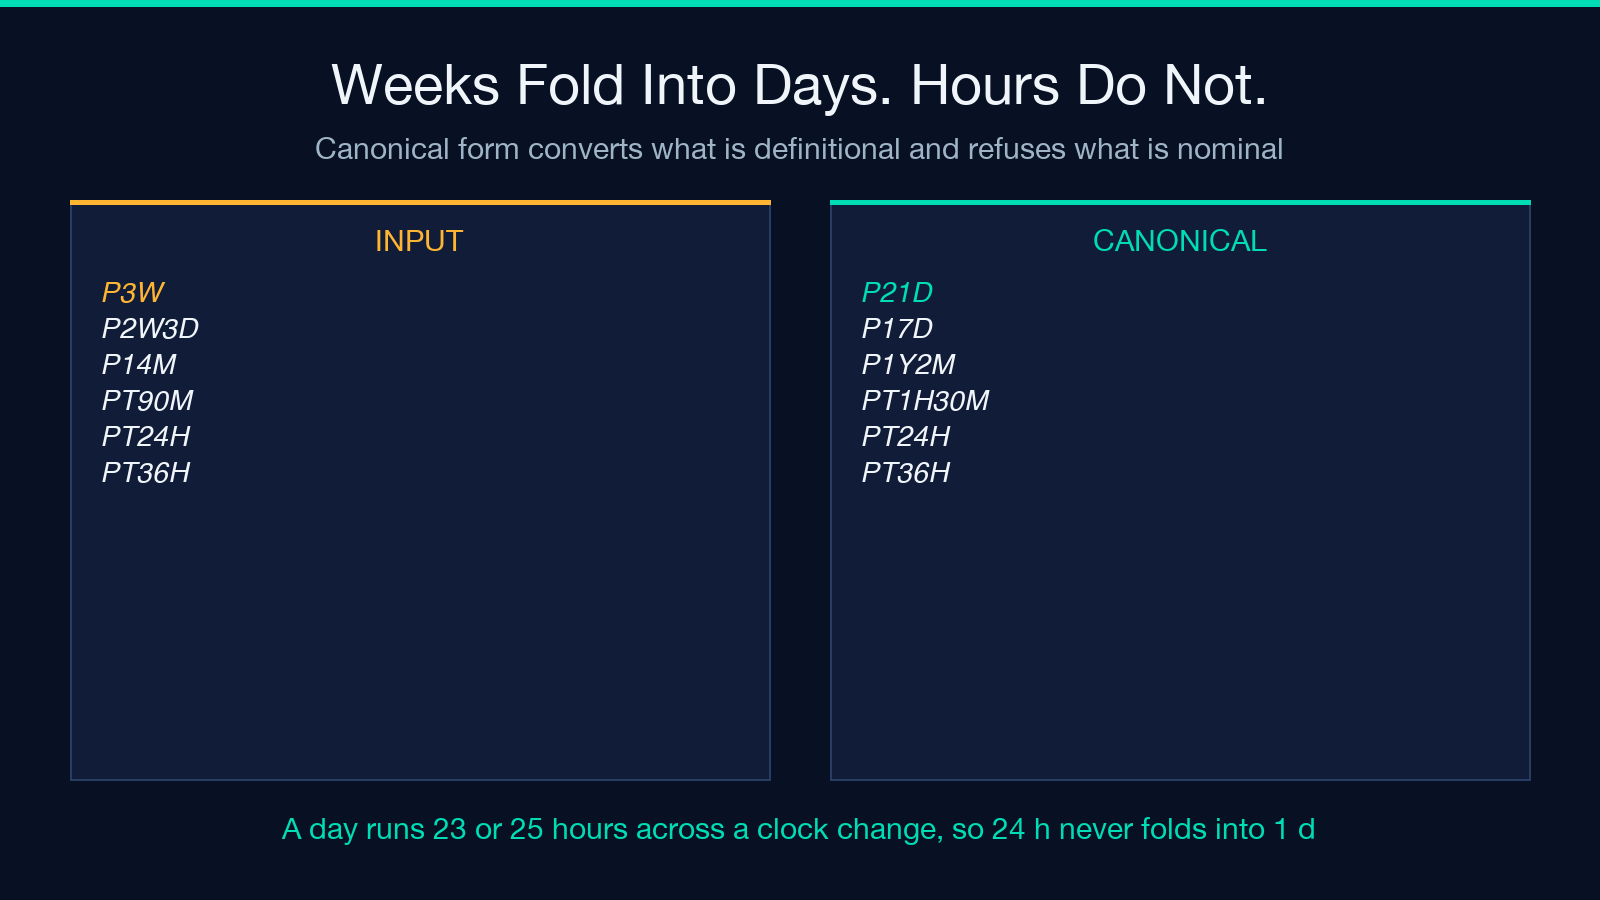 Weeks Fold Into Days. Hours Do Not.
Canonical form converts what is definitional and refuses what is nominal
INPUT
P3W
P2W3D
P14M
PT90M
PT24H
PT36H
CANONICAL
P21D
P17D
P1Y2M
PT1H30M
PT24H
PT36H
A day runs 23 or 25 hours across a clock change, so 24 h never folds into 1 d